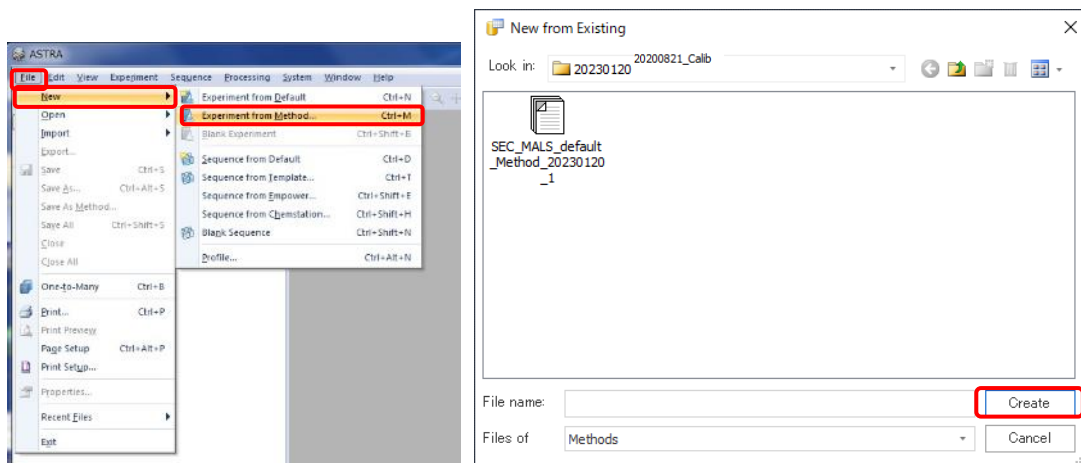 ASTRA
File Edit View Experiment Sequence Processing System Window Help
New
Open
Import
Export...
Save Ctrl+S
Save As... Ctrl+Alt+S
Save As Method...
Save All Ctrl+Shift+S
Close
Close All
One-to-Many Ctrl+B
Print... Ctrl+P
Print Preview
Page Setup Ctrl+Alt+P
Print Setup...
Properties...
Recent Files
Exit
Experiment from Default Ctrl+N
Experiment from Method... Ctrl+M
Blank Experiment Ctrl+Shift+B
Sequence from Default Ctrl+D
Sequence from Template... Ctrl+T
Sequence from Empower... Ctrl+Shift+E
Sequence from Chemstation... Ctrl+Shift+H
Blank Sequence Ctrl+Shift+N
Profile... Ctrl+Alt+N
New from Existing
Look in: 20230120 20200821_Calib
SEC_MALS_default
_Method_20230120
_1
File name: Create
Files of Methods Cancel